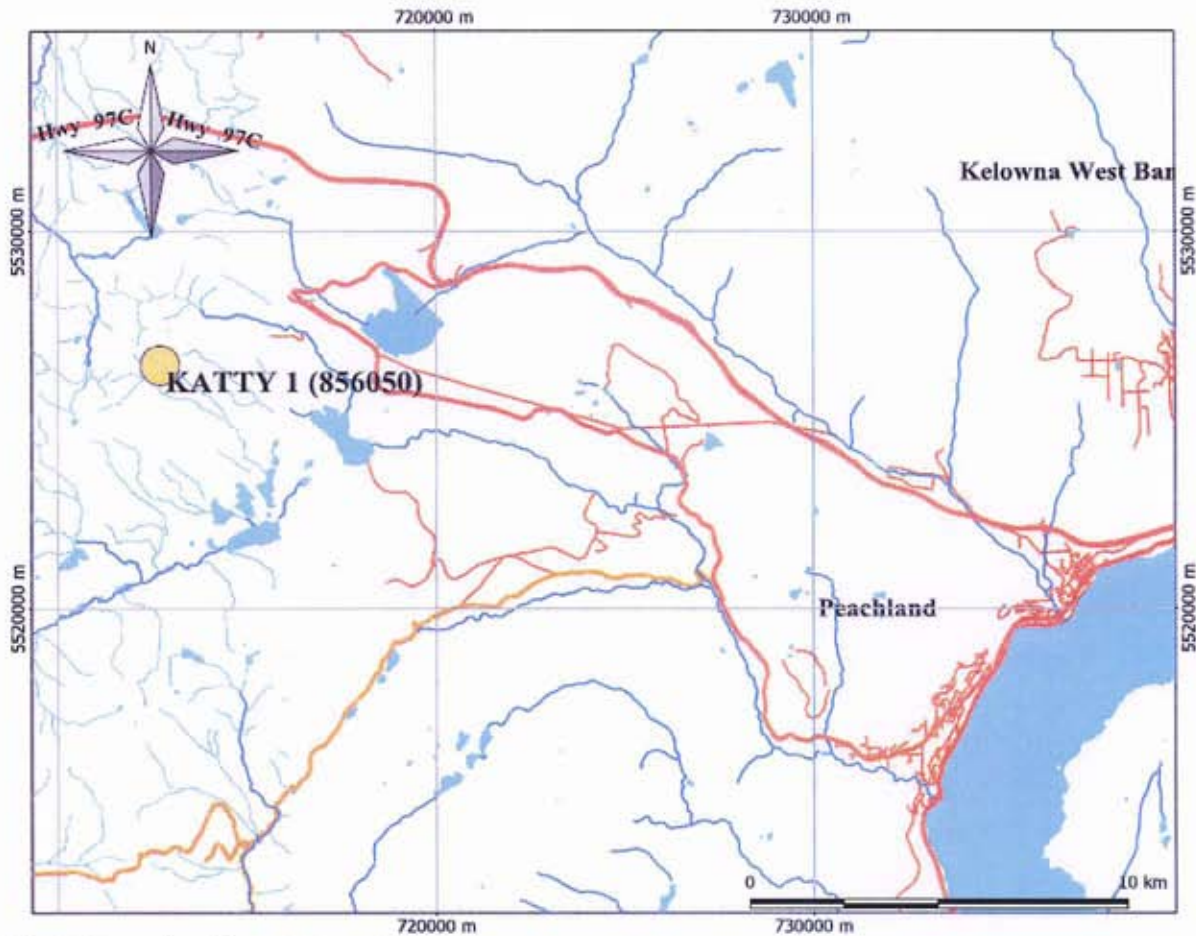 720000 m 730000 m
N
Hwy 97C Hwy 97C
Kelowna West Ban
5530000 m 5530000 m
KATTY 1 (856050)
5520000 m 5520000 m
Peachland
0 10 km
720000 m 730000 m